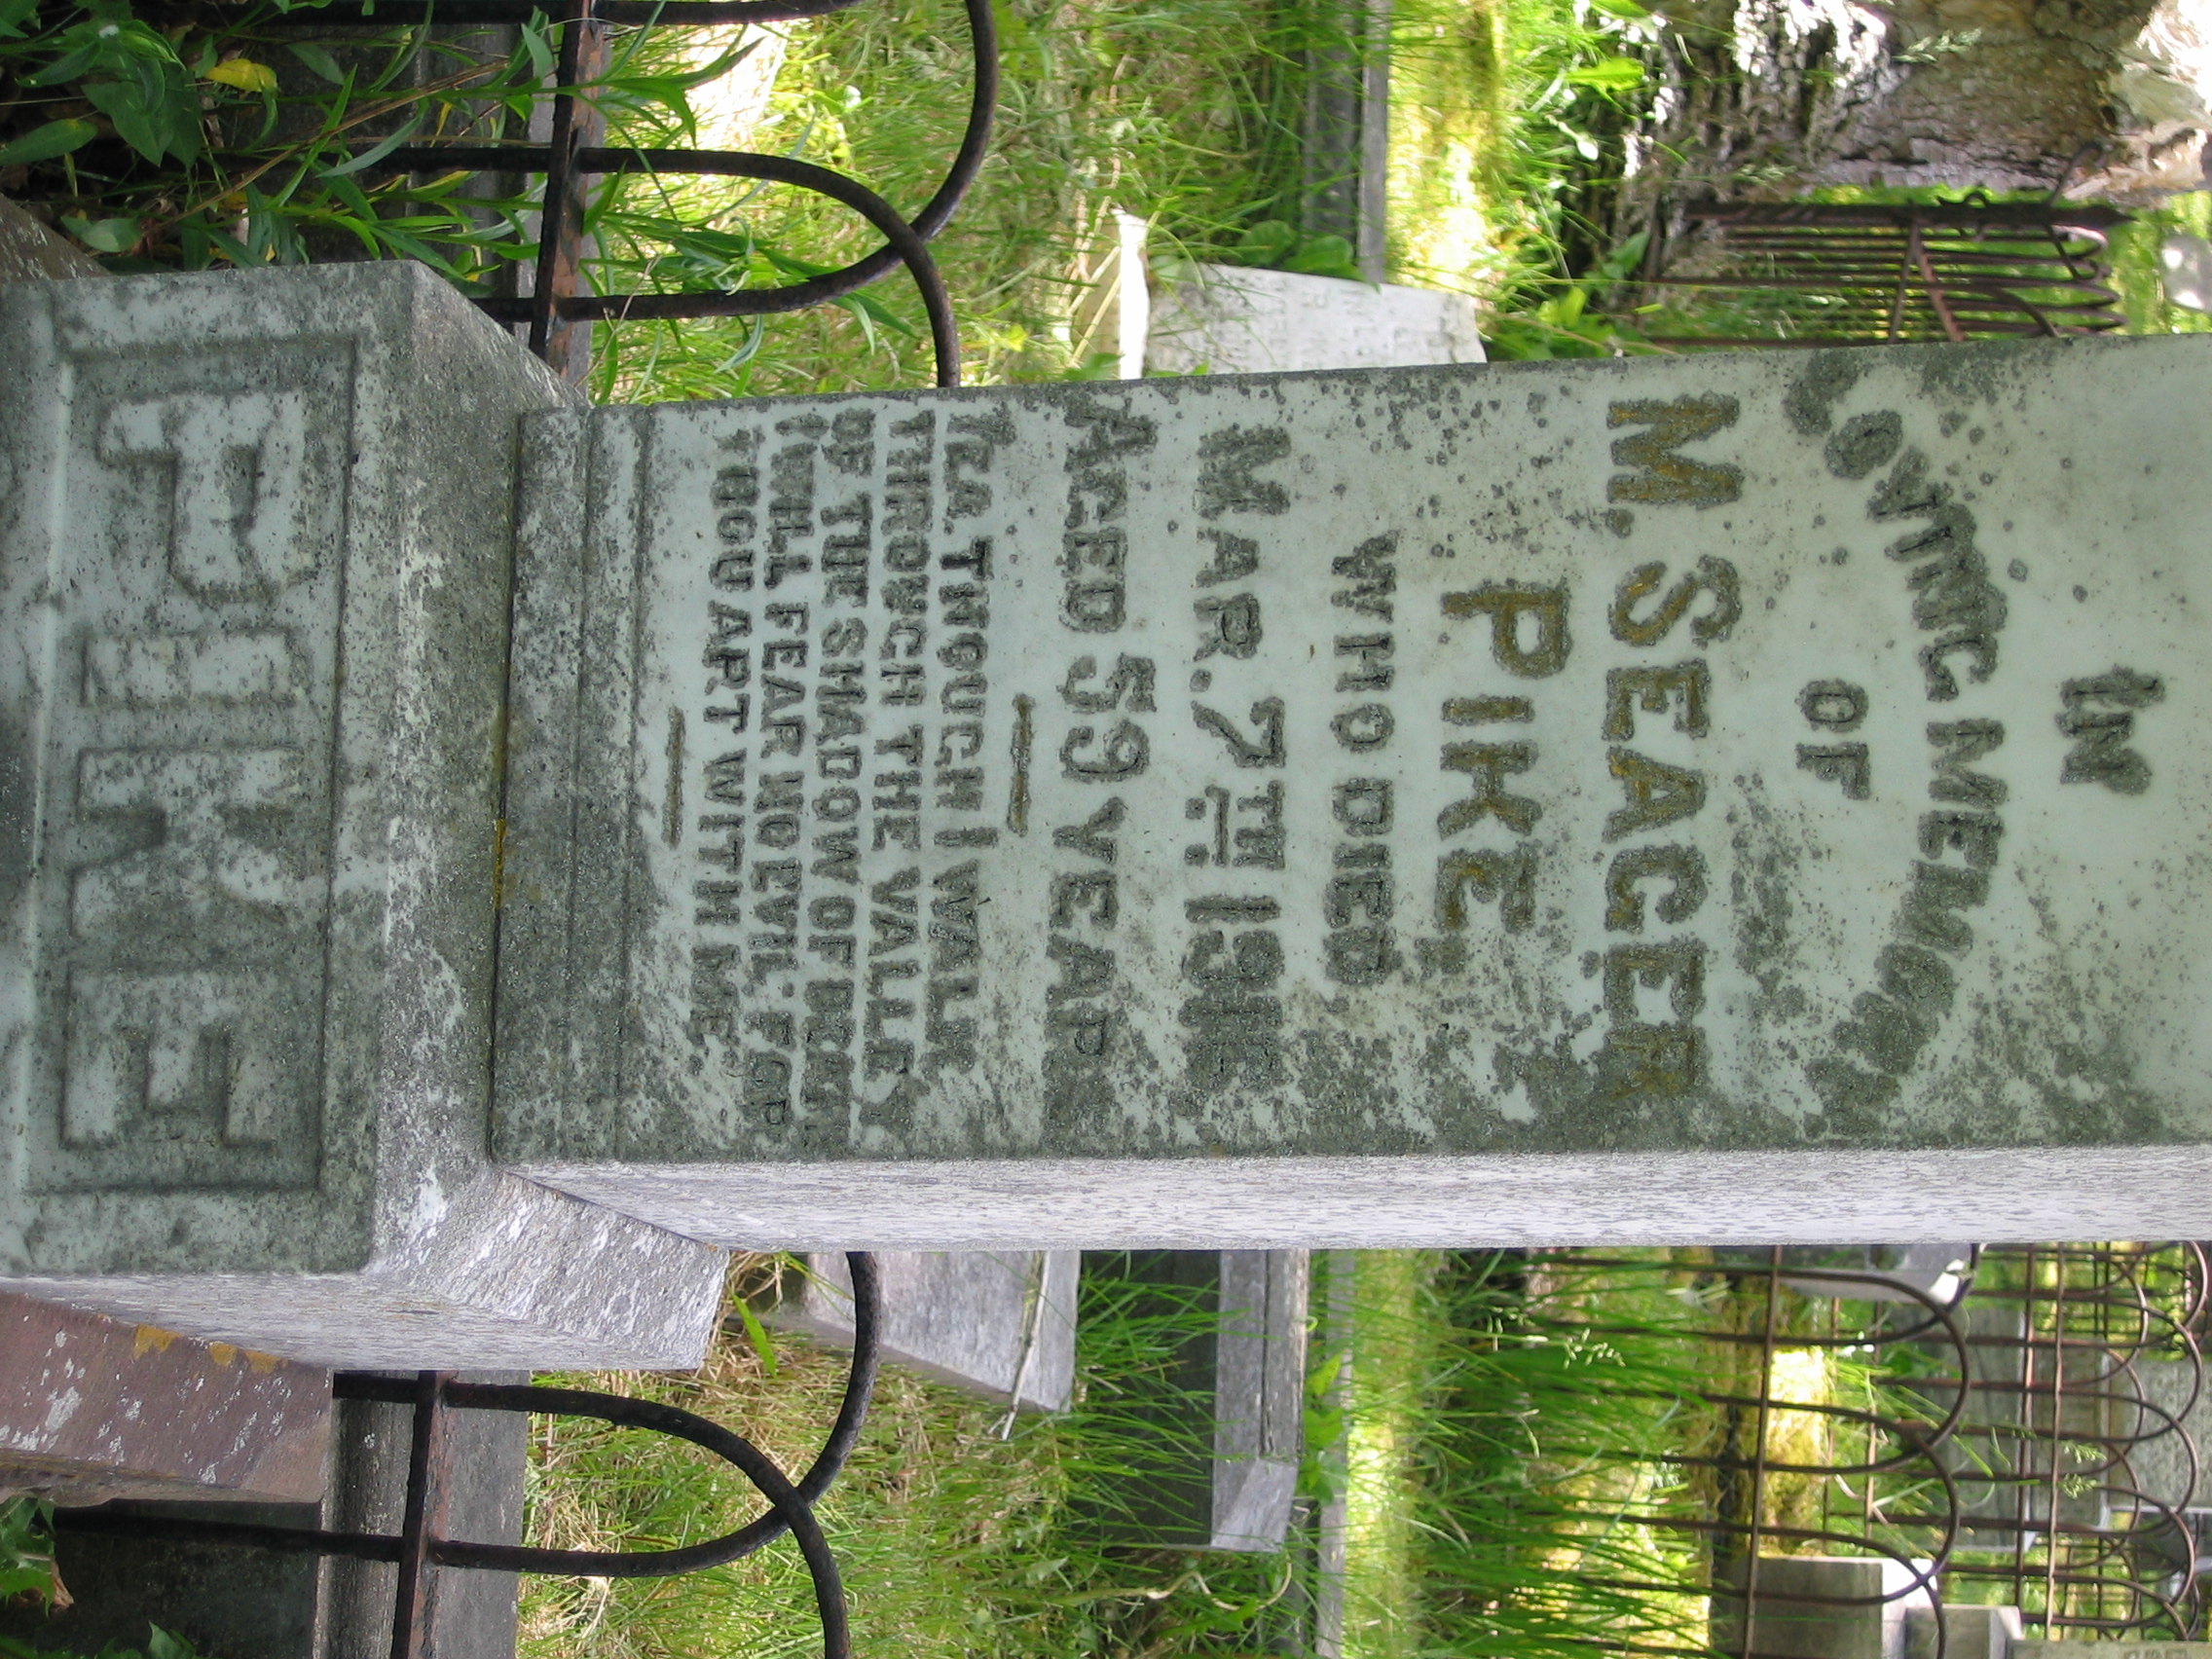 IN
LOVING MEMORY
OF
M. SEAGER
PIKE,
WHO DIED
MAR. 7TH 1916
AGED 59 YEARS
YEA, THOUGH I WALK
THROUGH THE VALLEY
OF THE SHADOW OF DEATH
I WILL FEAR NO EVIL: FOR
THOU ART WITH ME.
PIKE